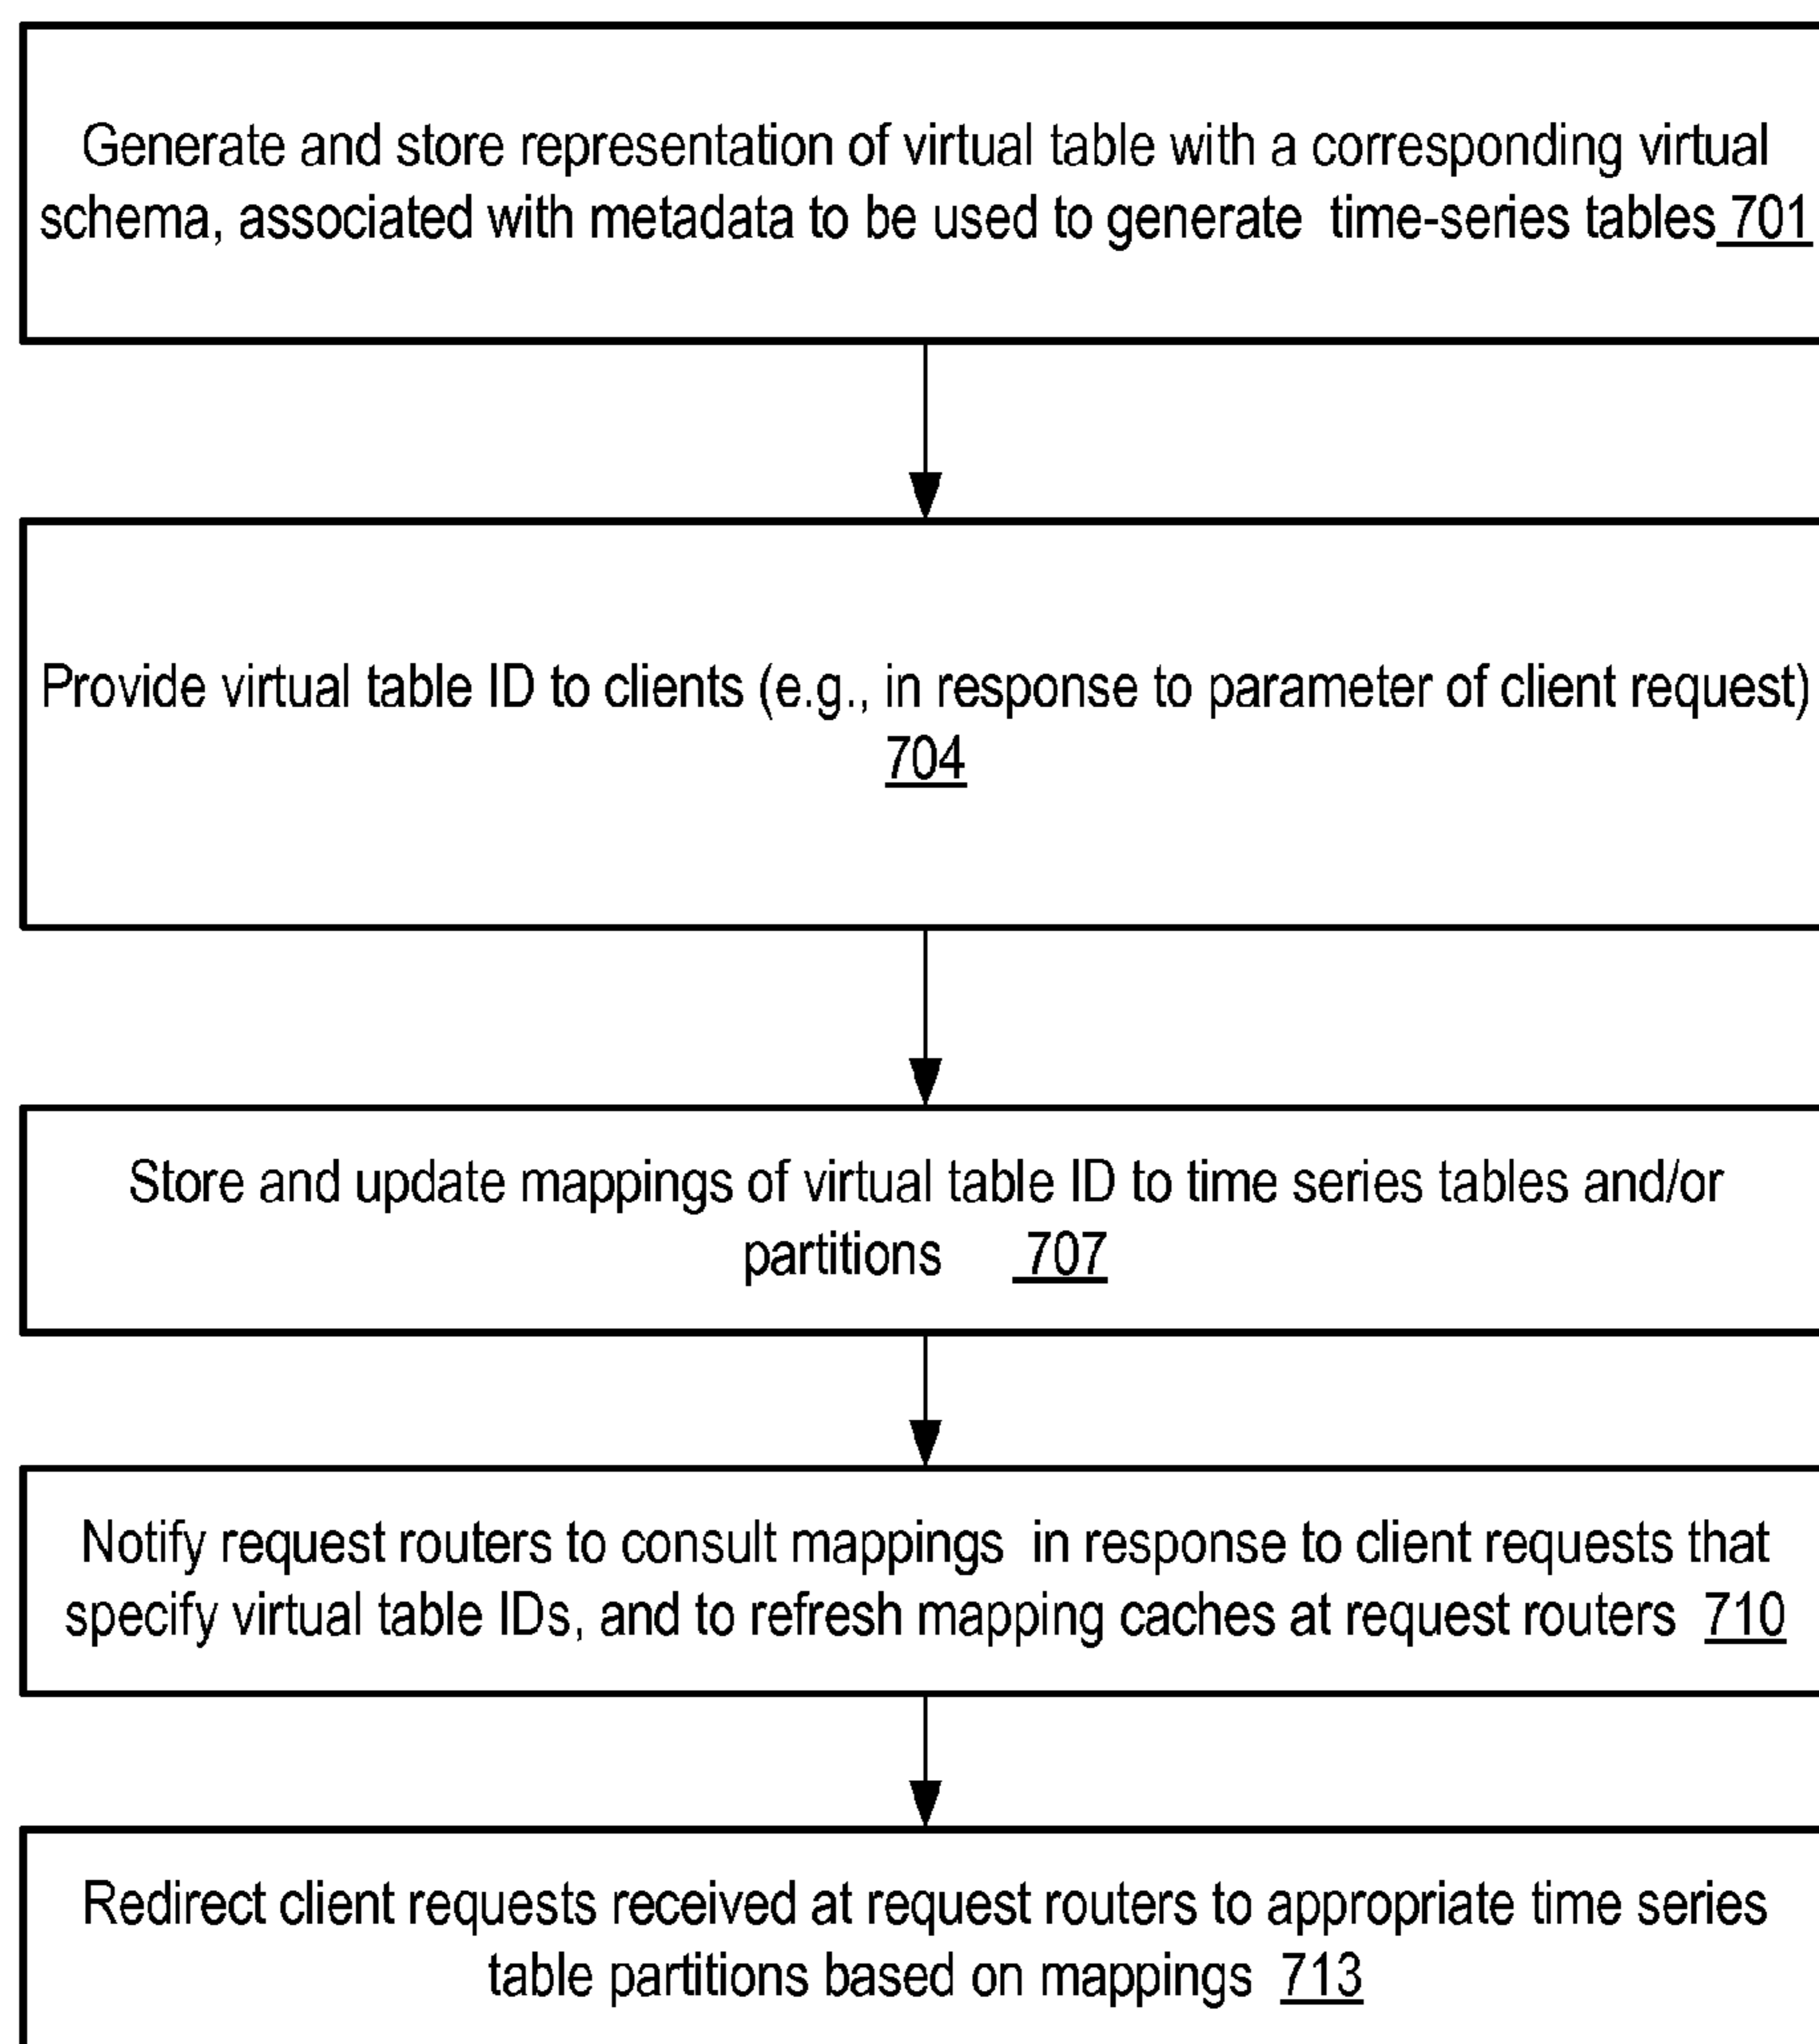 Generate and store representation of virtual table with a corresponding virtual
schema, associated with metadata to be used to generate time-series tables 701
Provide virtual table ID to clients (e.g., in response to parameter of client request)
704
Store and update mappings of virtual table ID to time series tables and/or
partitions 707
Notify request routers to consult mappings in response to client requests that
specify virtual table IDs, and to refresh mapping caches at request routers 710
Redirect client requests received at request routers to appropriate time series
table partitions based on mappings 713